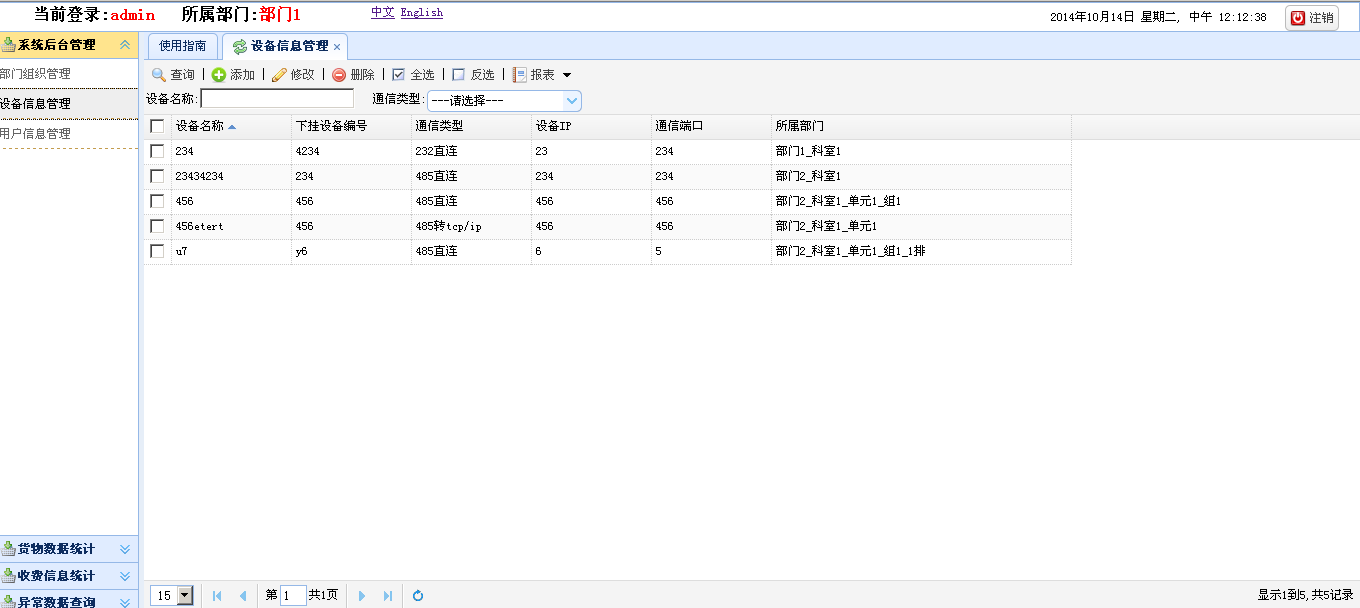 当前登录:admin 所属部门:部门1 中文 English 2014年10月14日 星期二, 中午 12:12:38 注销
系统后台管理
部门组织管理
设备信息管理
用户信息管理
货物数据统计
收费信息统计
异常数据查询
使用指南 设备信息管理
查询 添加 修改 删除 全选 反选 报表
设备名称: 通信类型: ---请选择---
设备名称 下挂设备编号 通信类型 设备IP 通信端口 所属部门
234 4234 232直连 23 234 部门1_科室1
23434234 234 485直连 234 234 部门2_科室1
456 456 485直连 456 456 部门2_科室1_单元1_组1
456etert 456 485转tcp/ip 456 456 部门2_科室1_单元1
u7 y6 485直连 6 5 部门2_科室1_单元1_组1_1排
15 第 1 共1页 显示1到5,共5记录